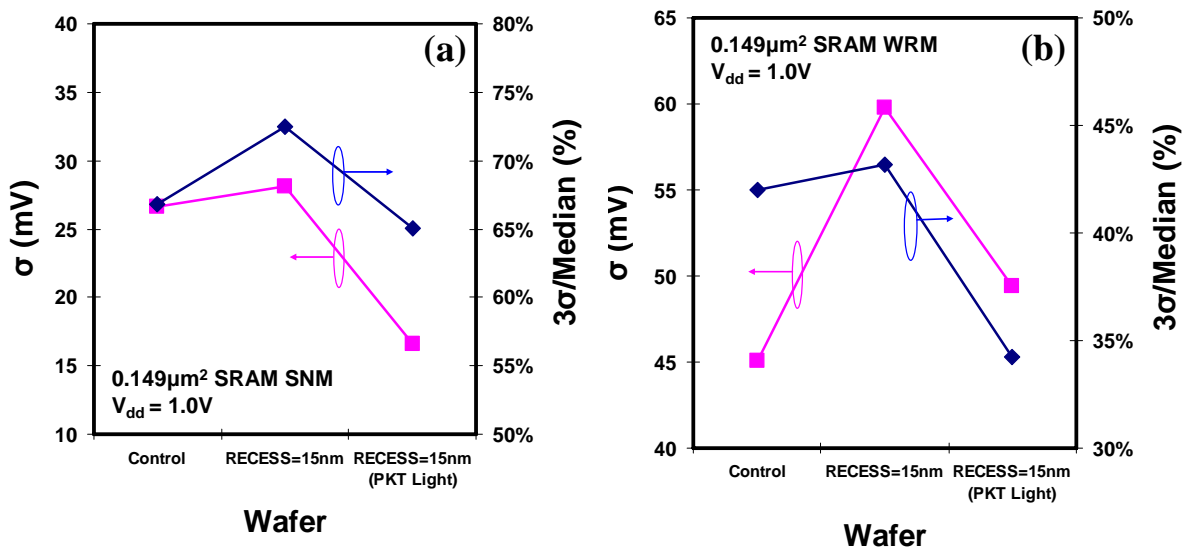 (a)
40
35
30
25
20
15
10
σ (mV)
80%
75%
70%
65%
60%
55%
50%
3σ/Median (%)
0.149µm² SRAM SNM
V_dd = 1.0V
Control
RECESS=15nm
RECESS=15nm
(PKT Light)
Wafer
(b)
0.149µm² SRAM WRM
V_dd = 1.0V
65
60
55
50
45
40
σ (mV)
50%
45%
40%
35%
30%
3σ/Median (%)
Control
RECESS=15nm
RECESS=15nm
(PKT Light)
Wafer